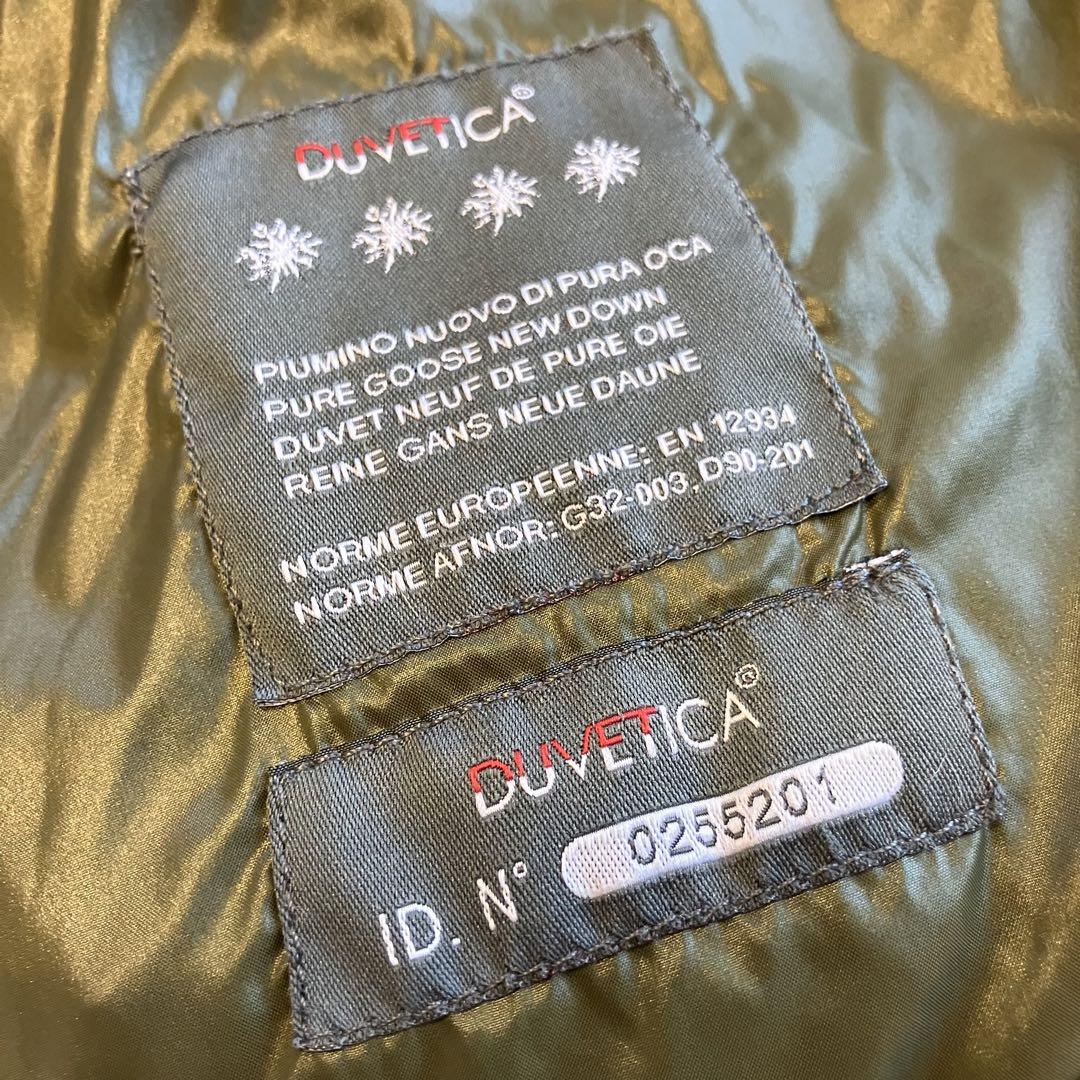 DUVETICA®
PIUMINO NUOVO DI PURA OCA
PURE GOOSE NEW DOWN
DUVET NEUF DE PURE OIE
REINE GANS NEUE DAUNE
NORME EUROPEENNE: EN 12934
NORME AFNOR: G32-003, D90-201
DUVETICA®
ID. N° 0255201